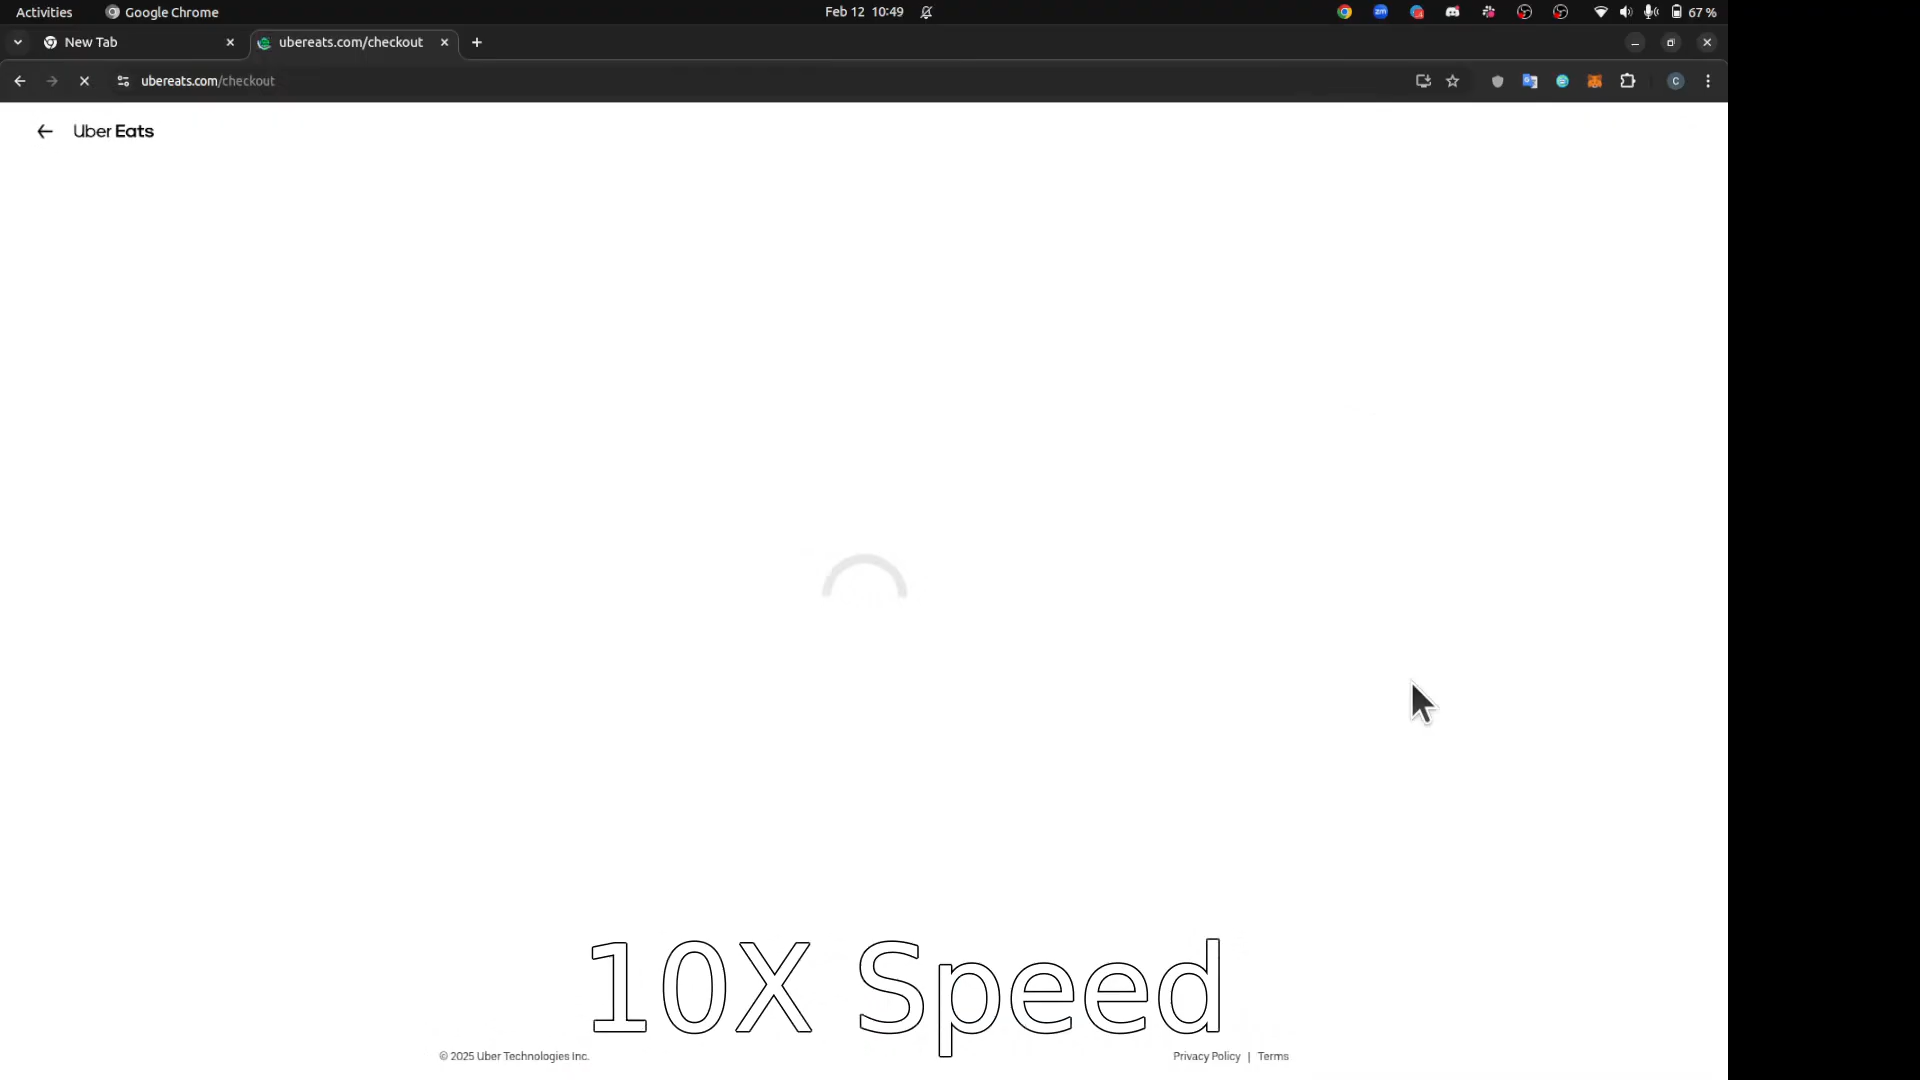 Activities
Google Chrome
Feb 12 10:49
zm
67 %
New Tab
ubereats.com/checkout
ubereats.com/checkout
C
Uber Eats
10X Speed
© 2025 Uber Technologies Inc.
Privacy Policy | Terms